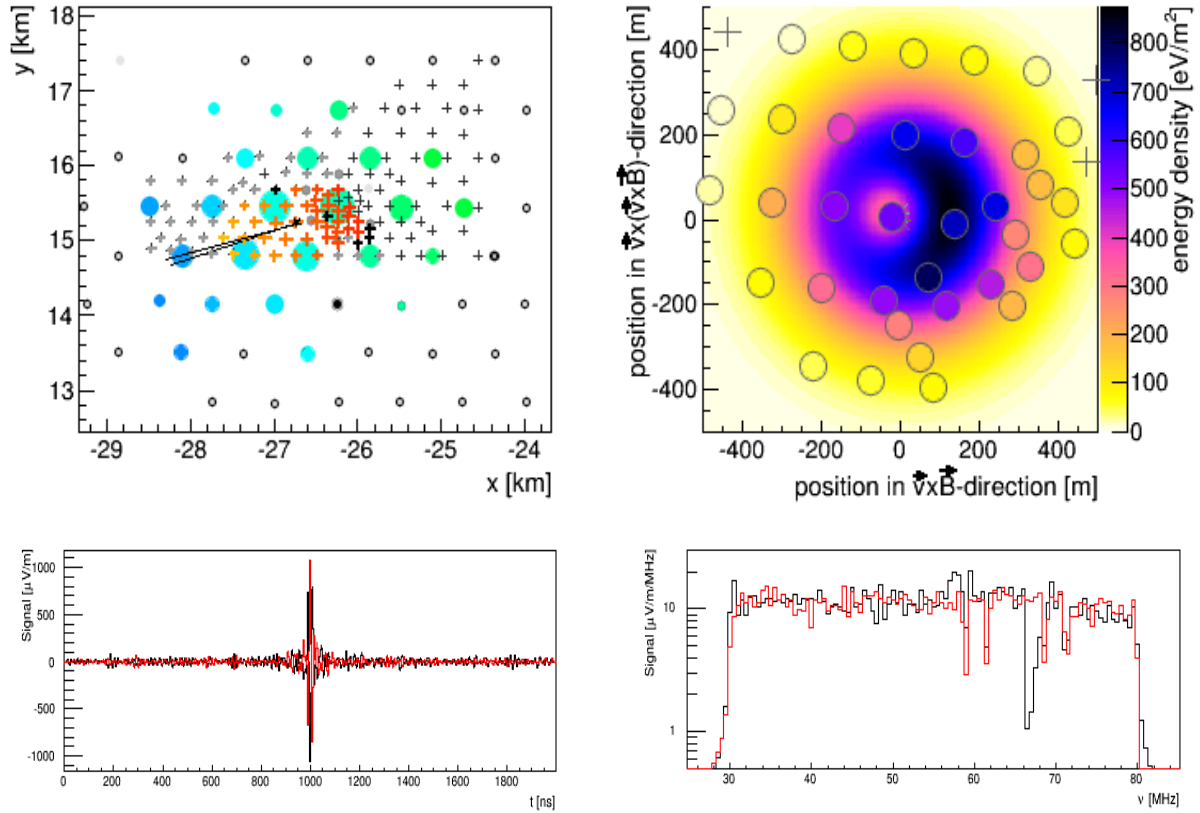 y [km]
18
17
16
15
14
13
-29 -28 -27 -26 -25 -24
x [km]
position in v⃗x(v⃗xB⃗)-direction [m]
400
200
0
-200
-400
-400 -200 0 200 400
position in v⃗xB⃗-direction [m]
energy density [eV/m²]
800
700
600
500
400
300
200
100
0
Signal [μV/m]
1000
500
0
-500
-1000
0 200 400 600 800 1000 1200 1400 1600 1800
t [ns]
Signal [μV/m/MHz]
10
1
30 40 50 60 70 80
ν [MHz]